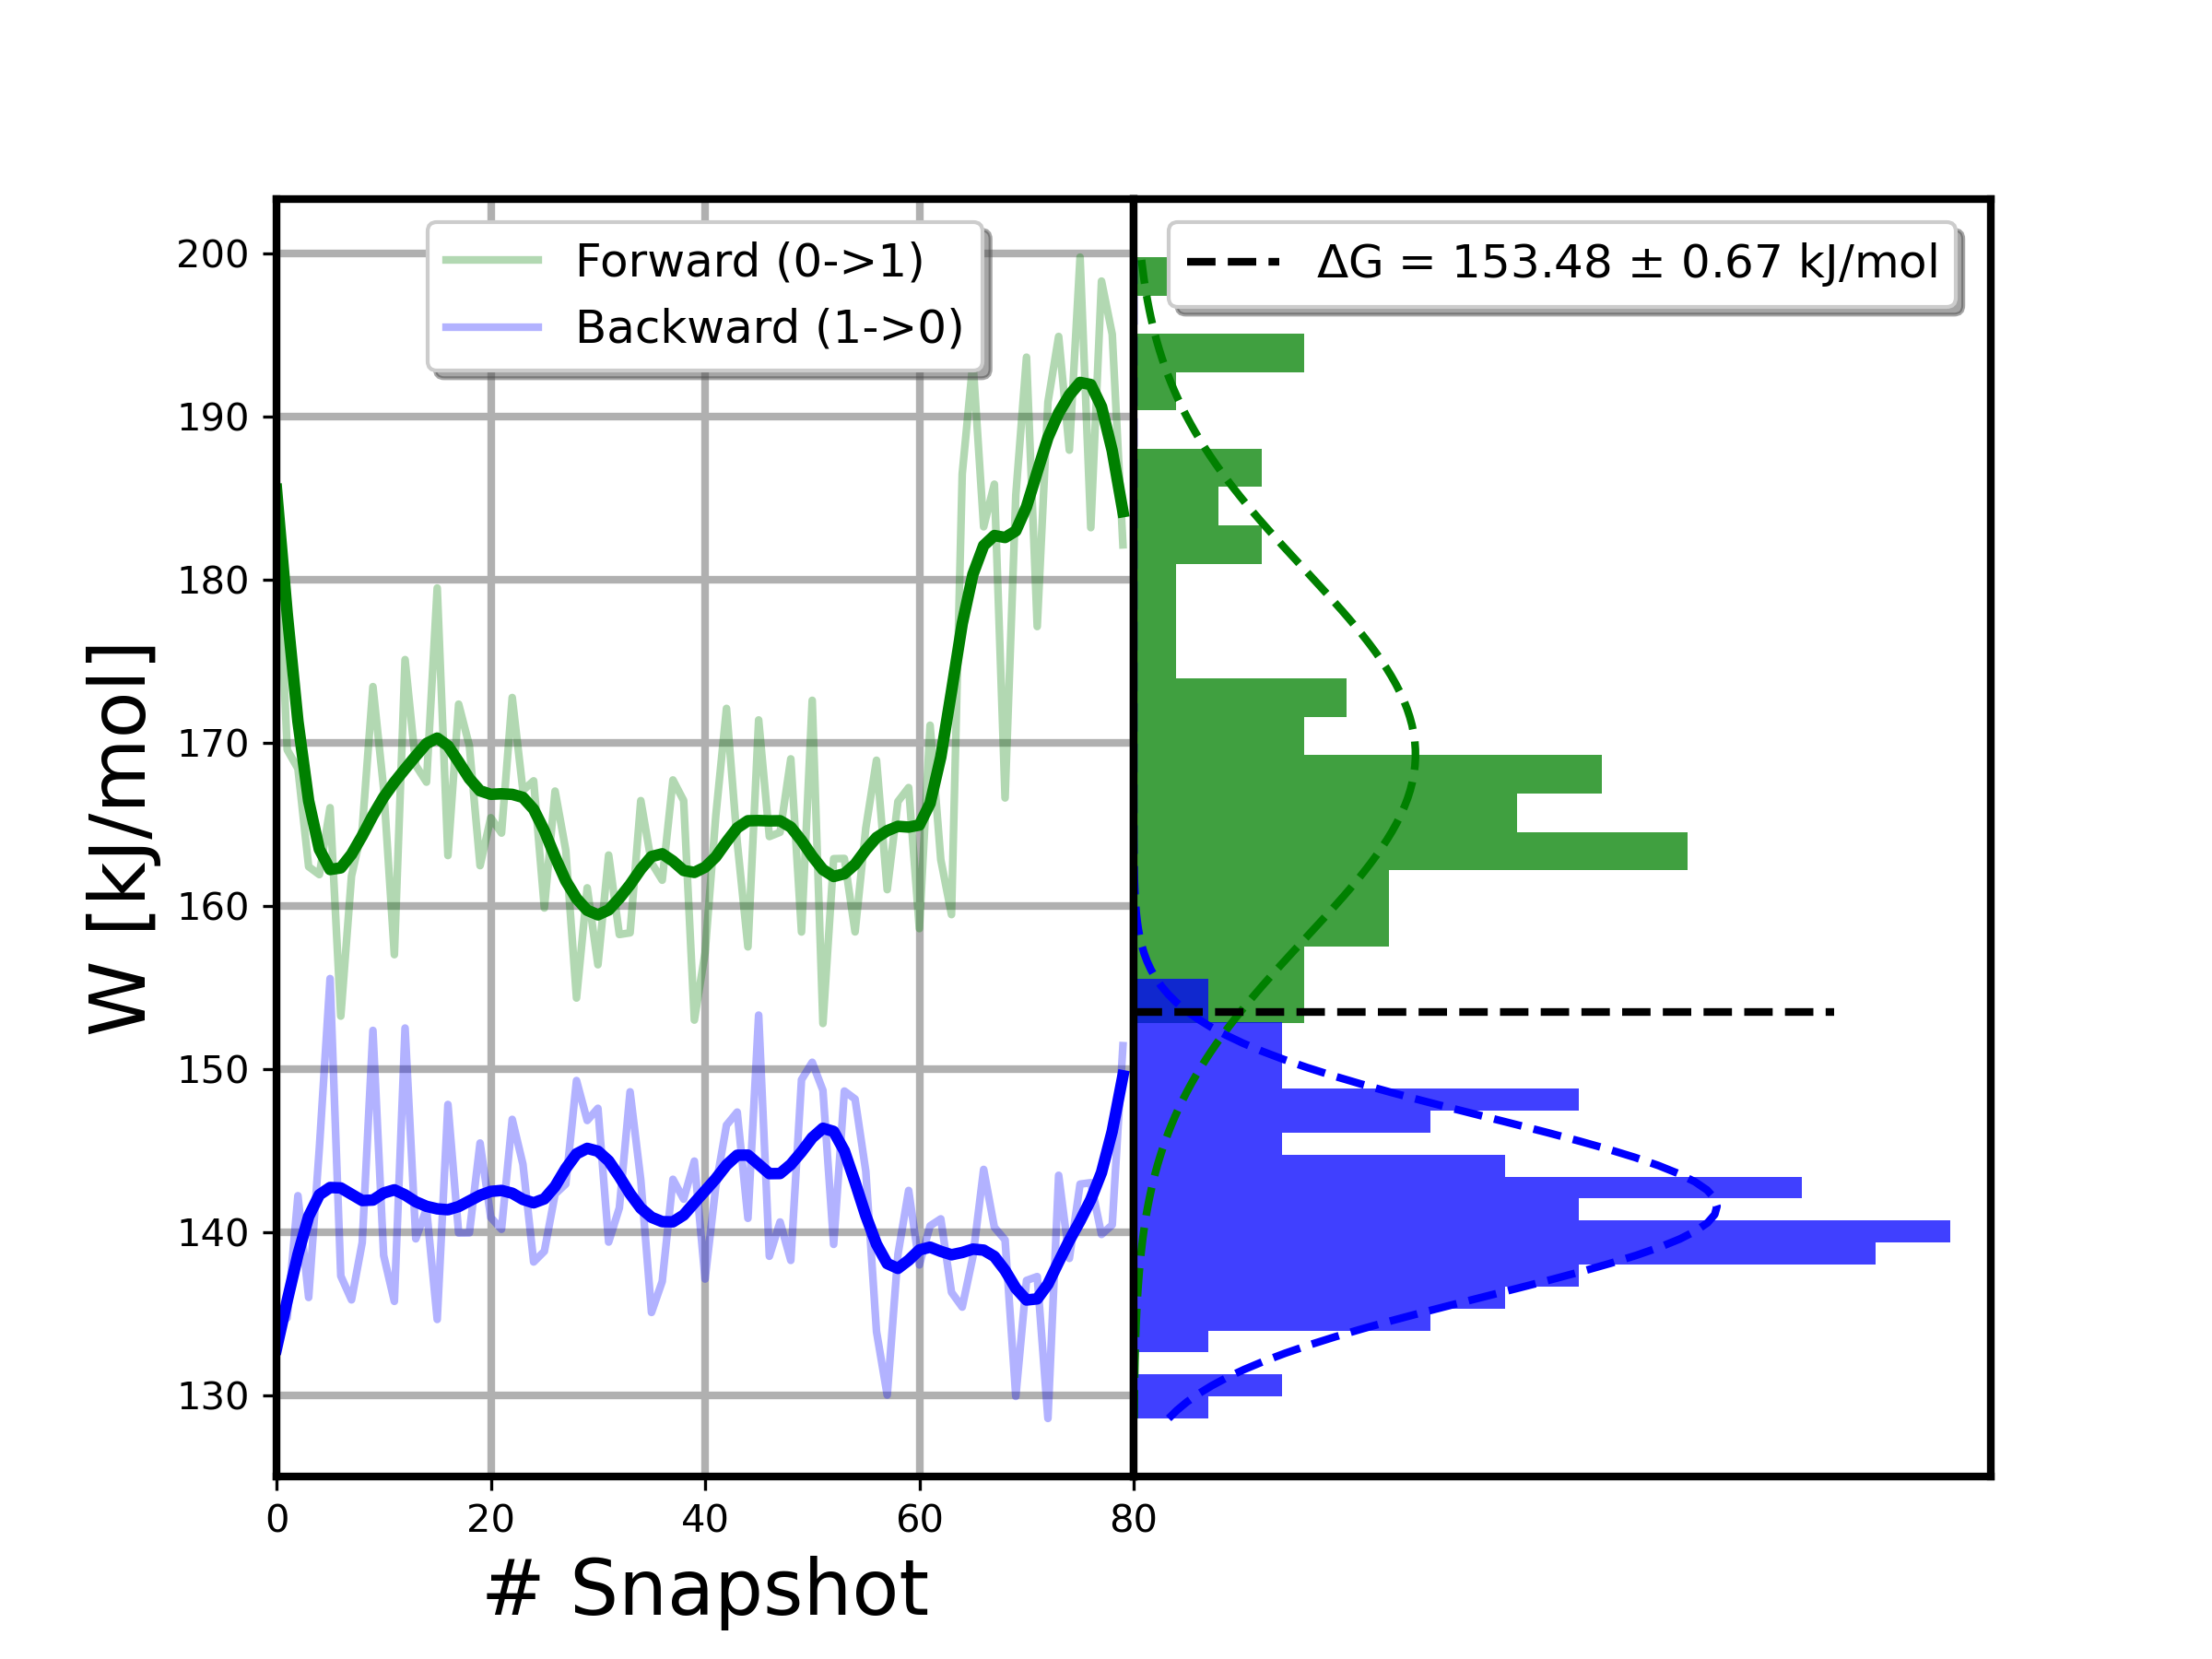 Forward (0->1)
Backward (1->0)
ΔG = 153.48 ± 0.67 kJ/mol
W [kJ/mol]
200
190
180
170
160
150
140
130
0 20 40 60 80
# Snapshot